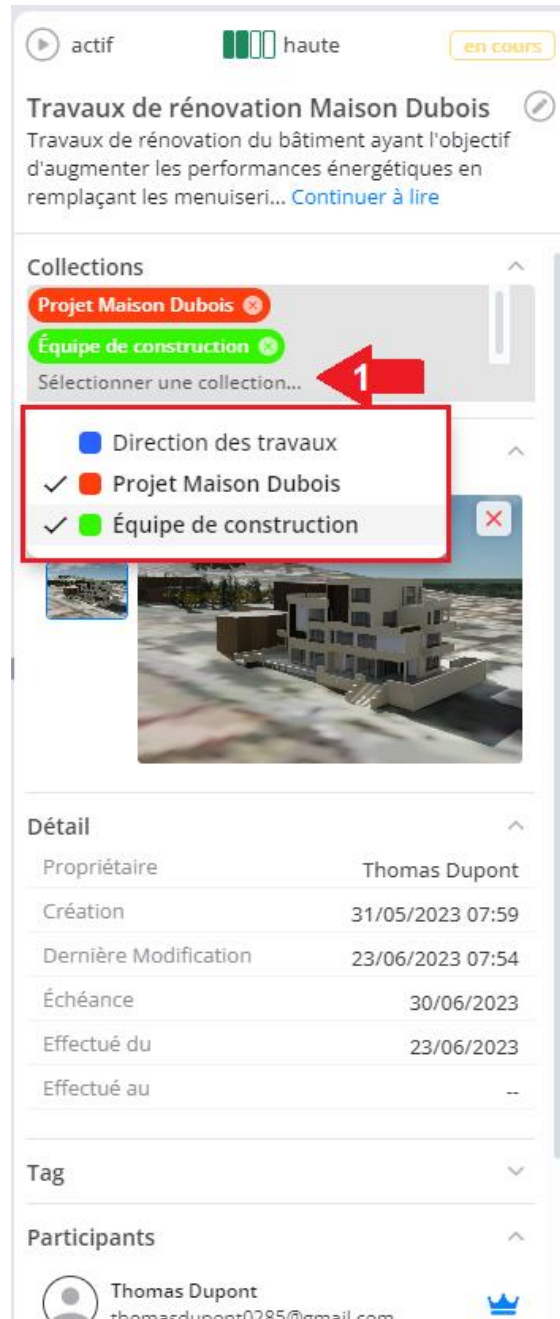 actif haute en cours
Travaux de rénovation Maison Dubois
Travaux de rénovation du bâtiment ayant l'objectif
d'augmenter les performances énergétiques en
remplaçant les menuiseri... Continuer à lire
Collections
Projet Maison Dubois
Équipe de construction
Sélectionner une collection... 1
Direction des travaux
Projet Maison Dubois
Équipe de construction
Détail
Propriétaire Thomas Dupont
Création 31/05/2023 07:59
Dernière Modification 23/06/2023 07:54
Échéance 30/06/2023
Effectué du 23/06/2023
Effectué au --
Tag
Participants
Thomas Dupont
thomasdupont0285@gmail.com